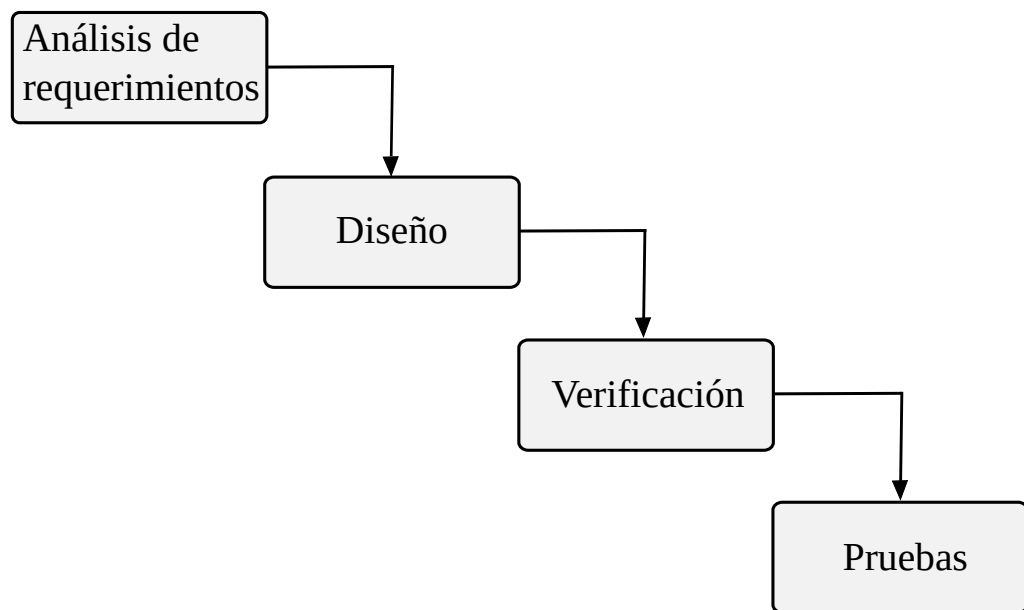 Análisis de
requerimientos
Diseño
Verificación
Pruebas